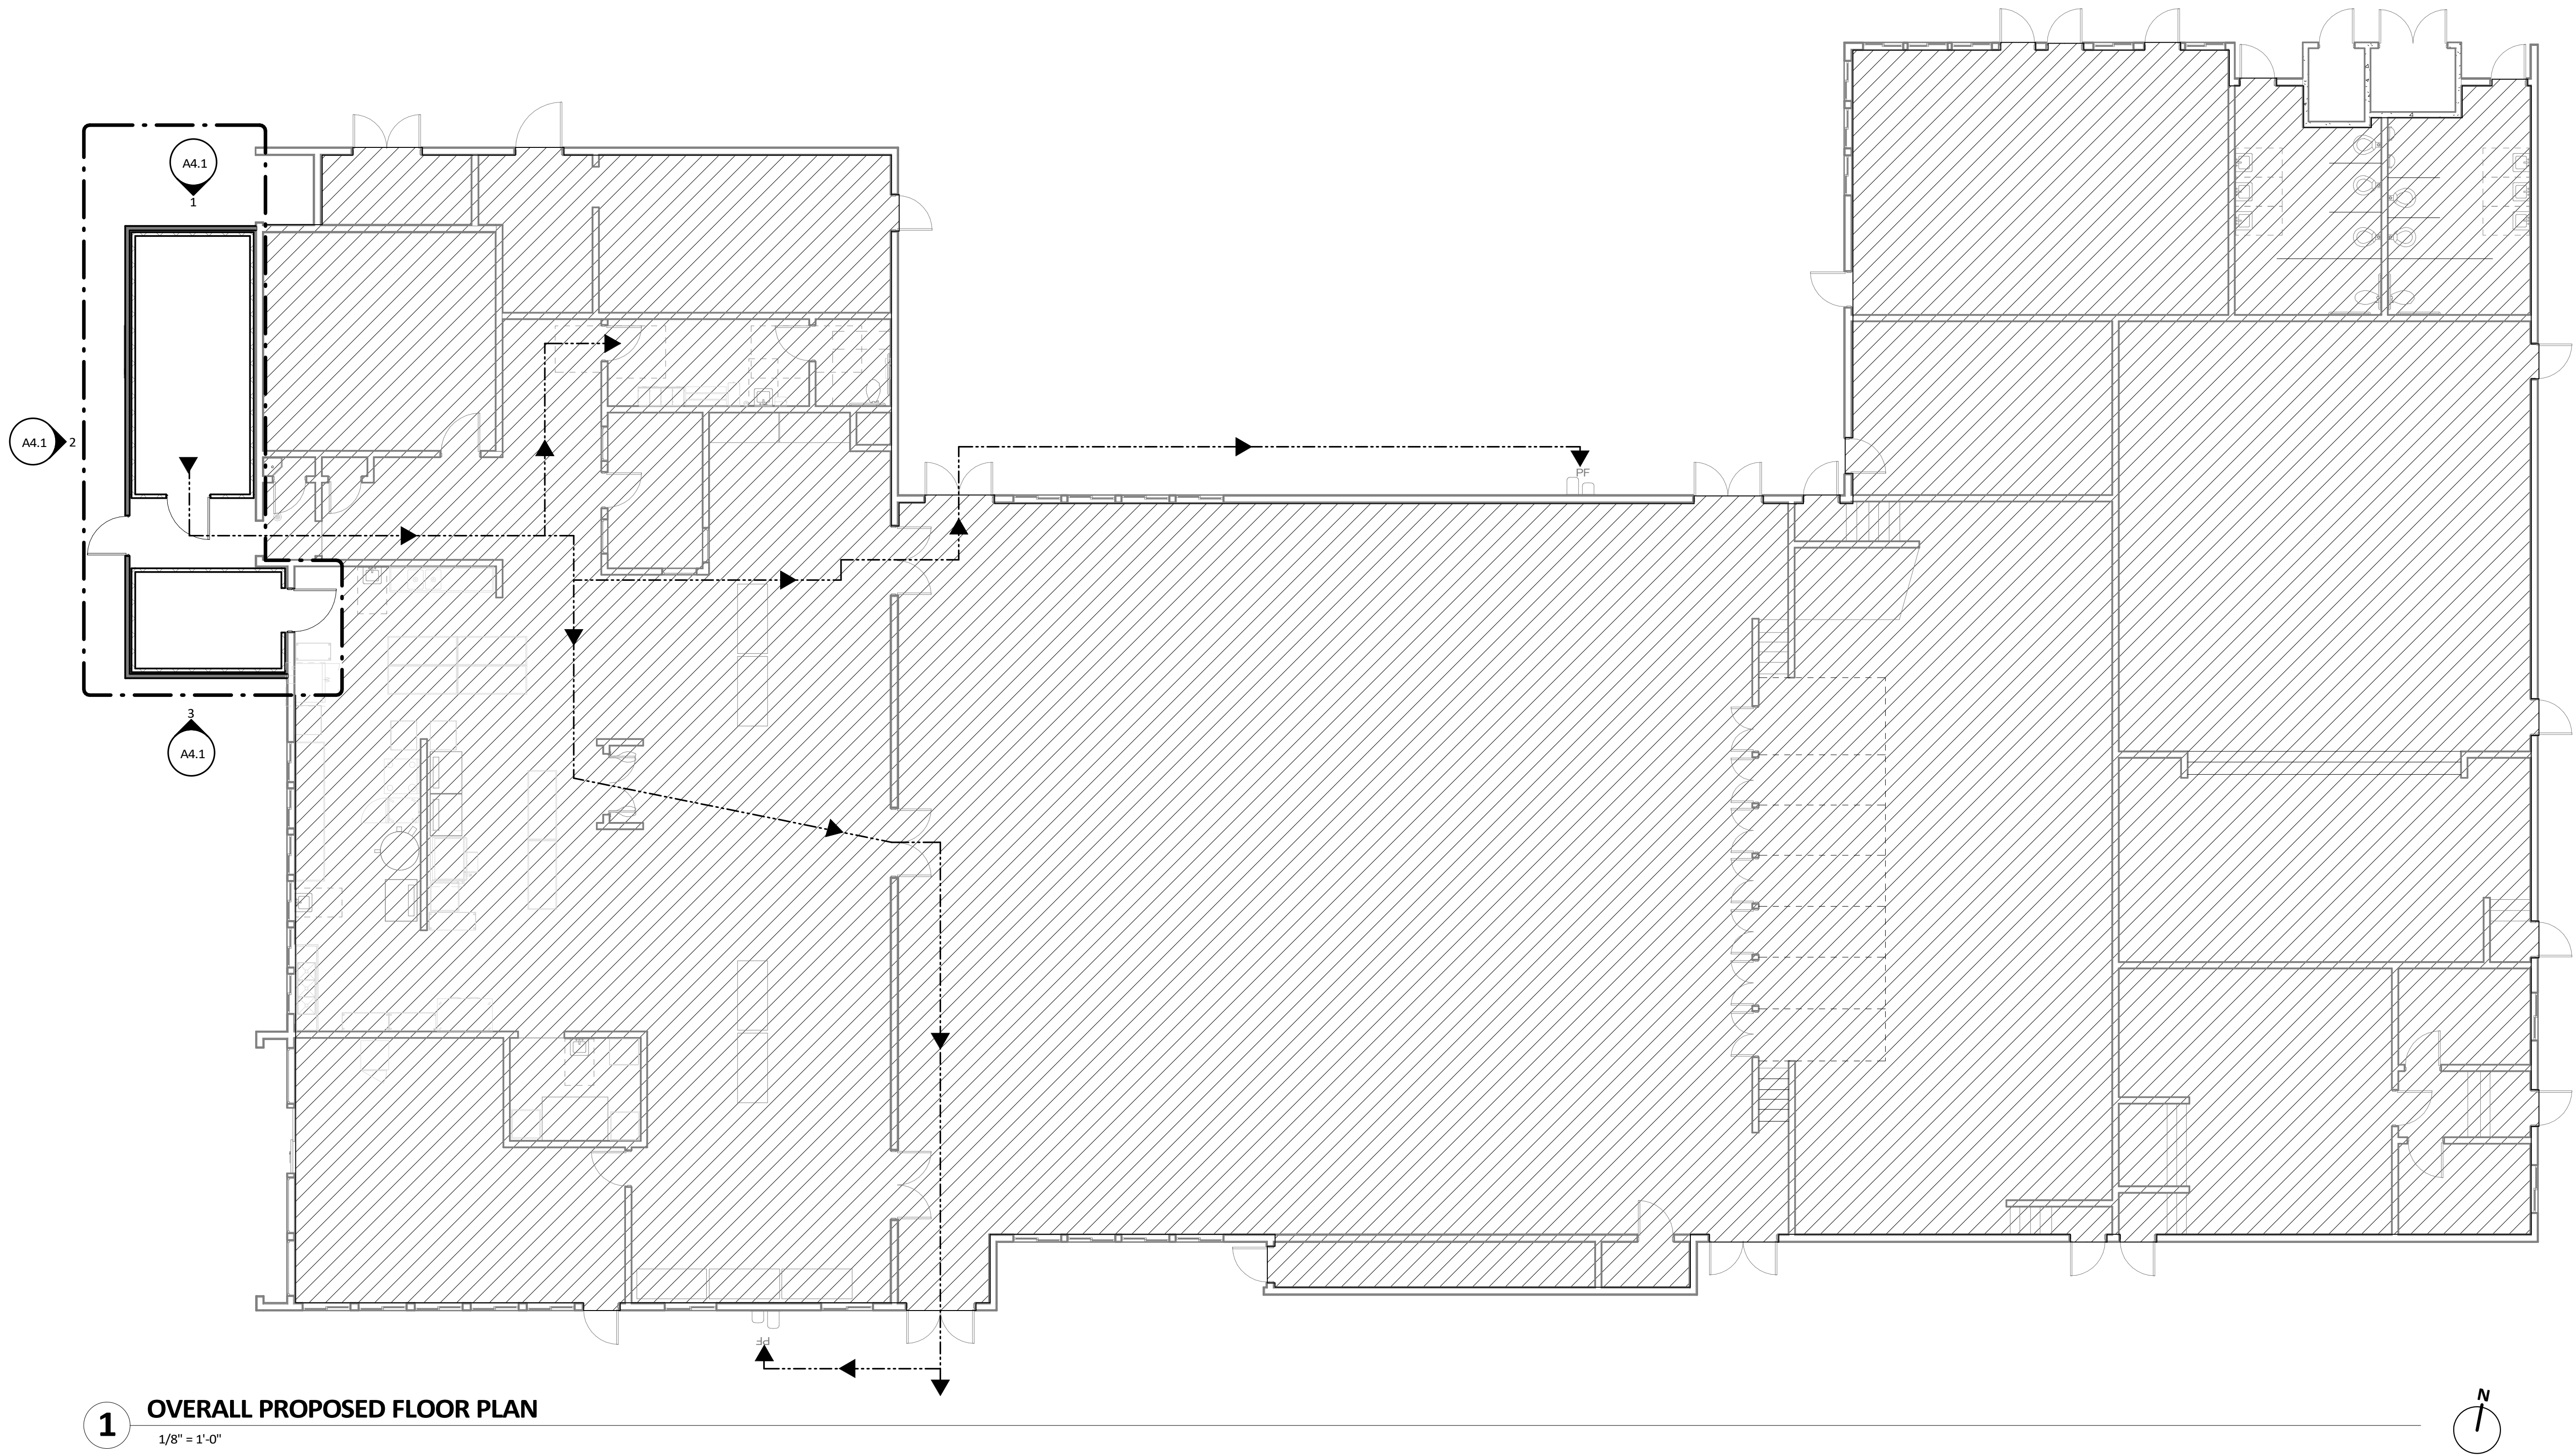 A4.1
1
A4.1
2
PF
3
A4.1
PF
1
OVERALL PROPOSED FLOOR PLAN
1/8" = 1'-0"
N